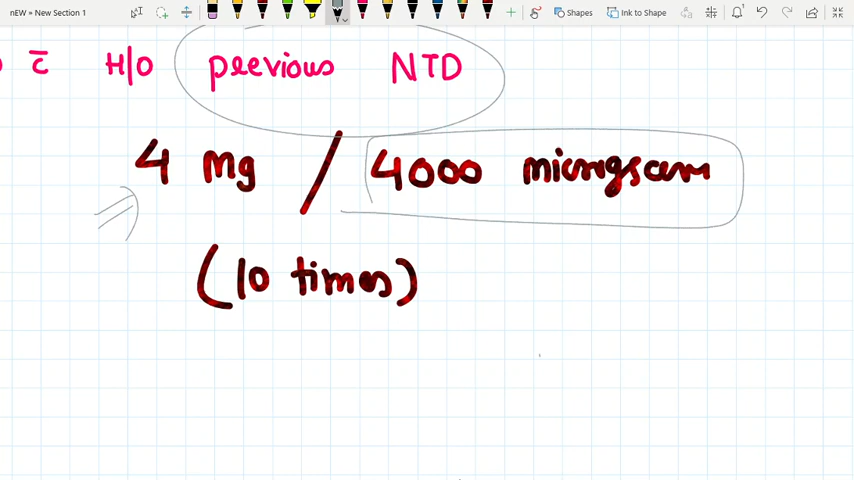 nEW » New Section 1 Shapes Ink to Shape
c̄ H/O previous NTD
4 mg / 4000 microgram
(10 times)